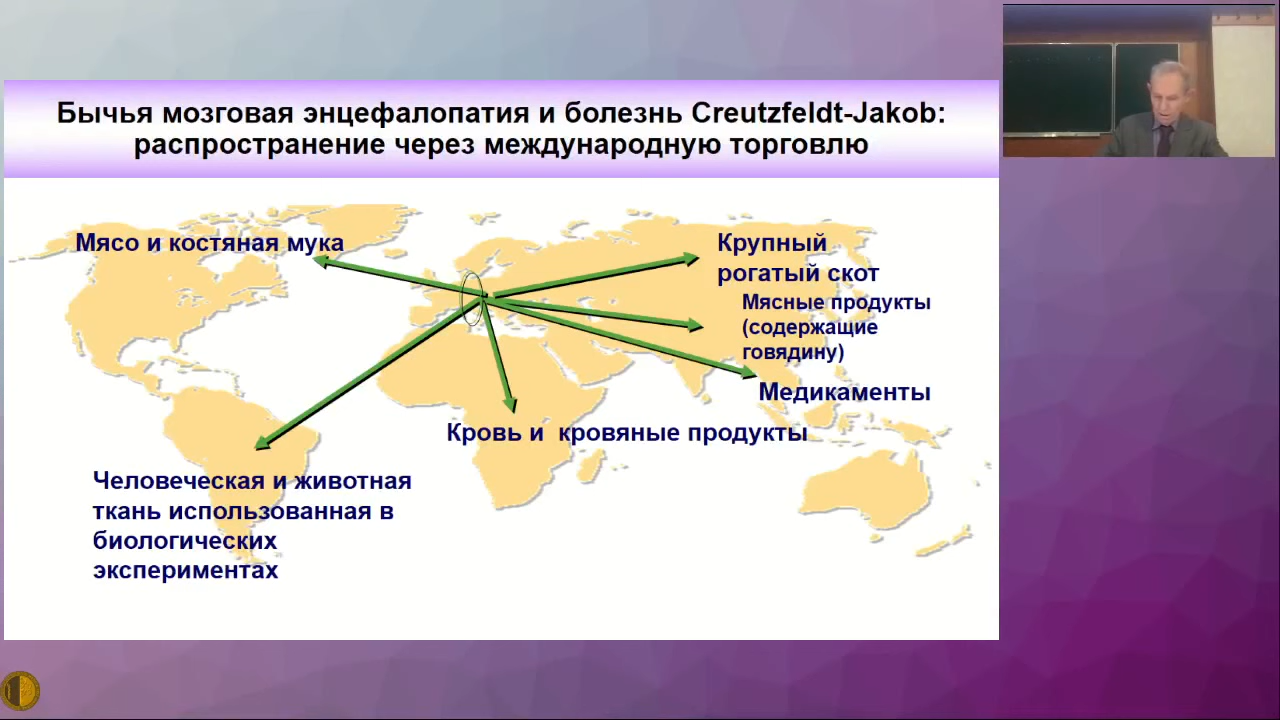 Бычья мозговая энцефалопатия и болезнь Creutzfeldt-Jakob:
распространение через международную торговлю
Мясо и костяная мука
Крупный
рогатый скот
Мясные продукты
(содержащие
говядину)
Медикаменты
Кровь и  кровяные продукты
Человеческая и животная
ткань использованная в
биологических
экспериментах